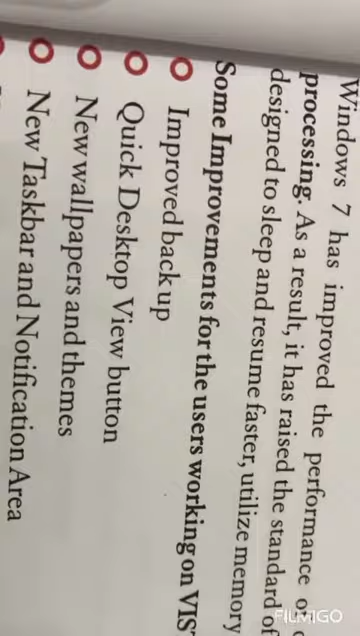 Windows 7 has improved the performance of
processing. As a result, it has raised the standard of
designed to sleep and resume faster, utilize memory
Some Improvements for the users working on VIS
Improved back up
Quick Desktop View button
New wallpapers and themes
New Taskbar and Notification Area
FILMIGO